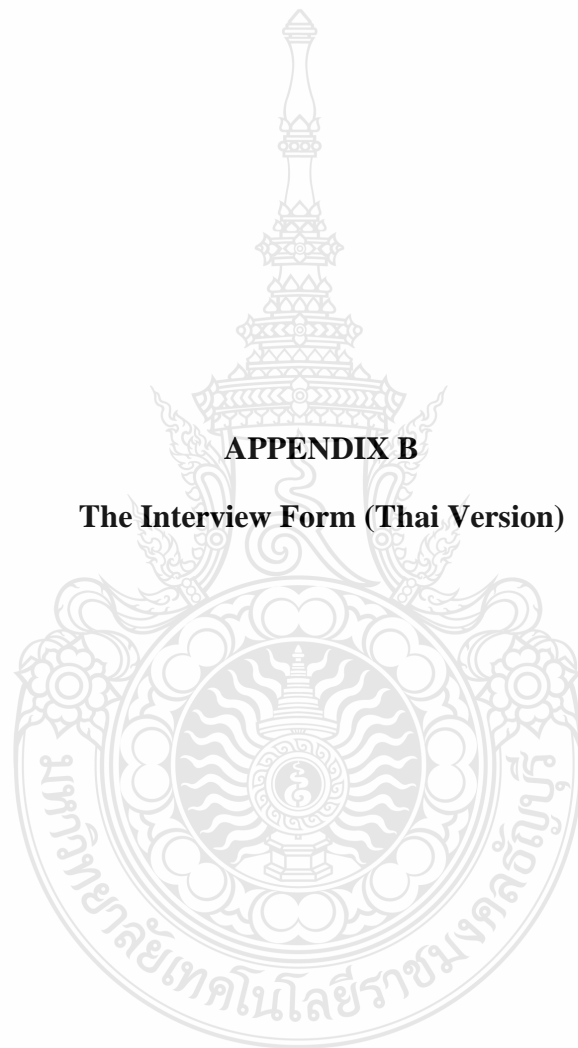 APPENDIX B
The Interview Form (Thai Version)
มหาวิทยาลัยเทคโนโลยีราชมงคลธัญบุรี